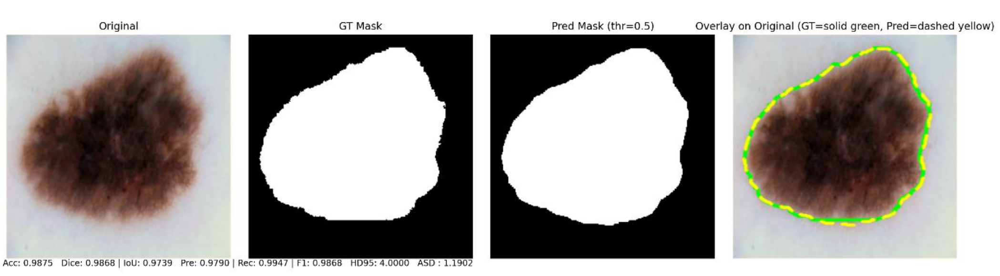 Original
GT Mask
Pred Mask (thr=0.5)
Overlay on Original (GT=solid green, Pred=dashed yellow)
Acc: 0.9875 Dice: 0.9868 | IoU: 0.9739 Pre: 0.9790 | Rec: 0.9947 | F1: 0.9868 HD95: 4.0000 ASD : 1.1902